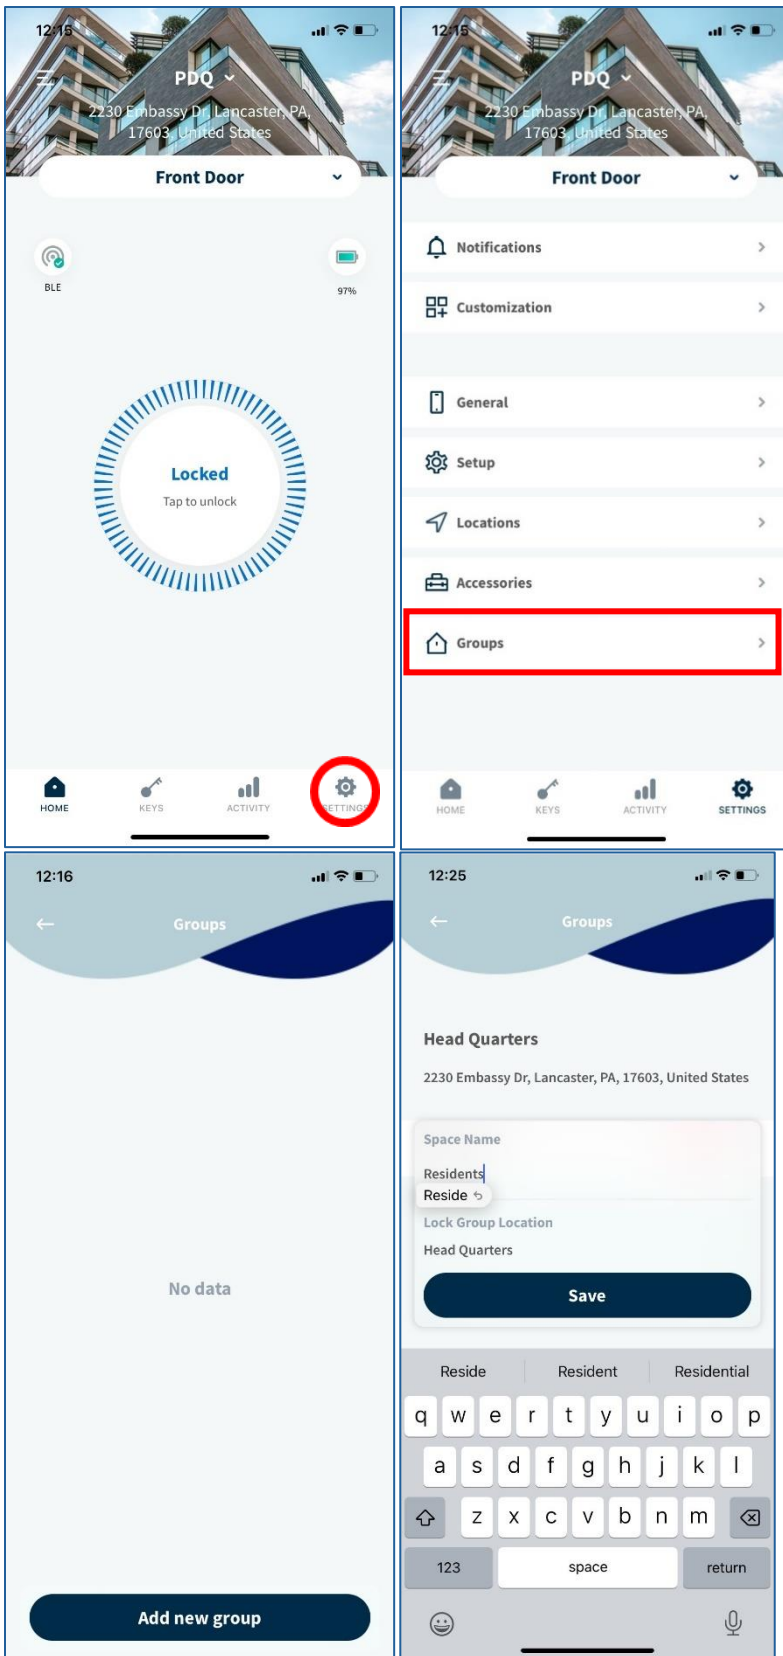 12:15
PDQ
2230 Embassy Dr, Lancaster, PA,
17603, United States
Front Door
BLE
97%
Locked
Tap to unlock
HOME
KEYS
ACTIVITY
SETTINGS
12:15
PDQ
2230 Embassy Dr, Lancaster, PA,
17603, United States
Front Door
Notifications
Customization
General
Setup
Locations
Accessories
Groups
HOME
KEYS
ACTIVITY
SETTINGS
12:16
Groups
No data
Add new group
12:25
Groups
Head Quarters
2230 Embassy Dr, Lancaster, PA, 17603, United States
Space Name
Residents
Reside
Lock Group Location
Head Quarters
Save
Reside Resident Residential
q w e r t y u i o p
a s d f g h j k l
z x c v b n m
123 space return